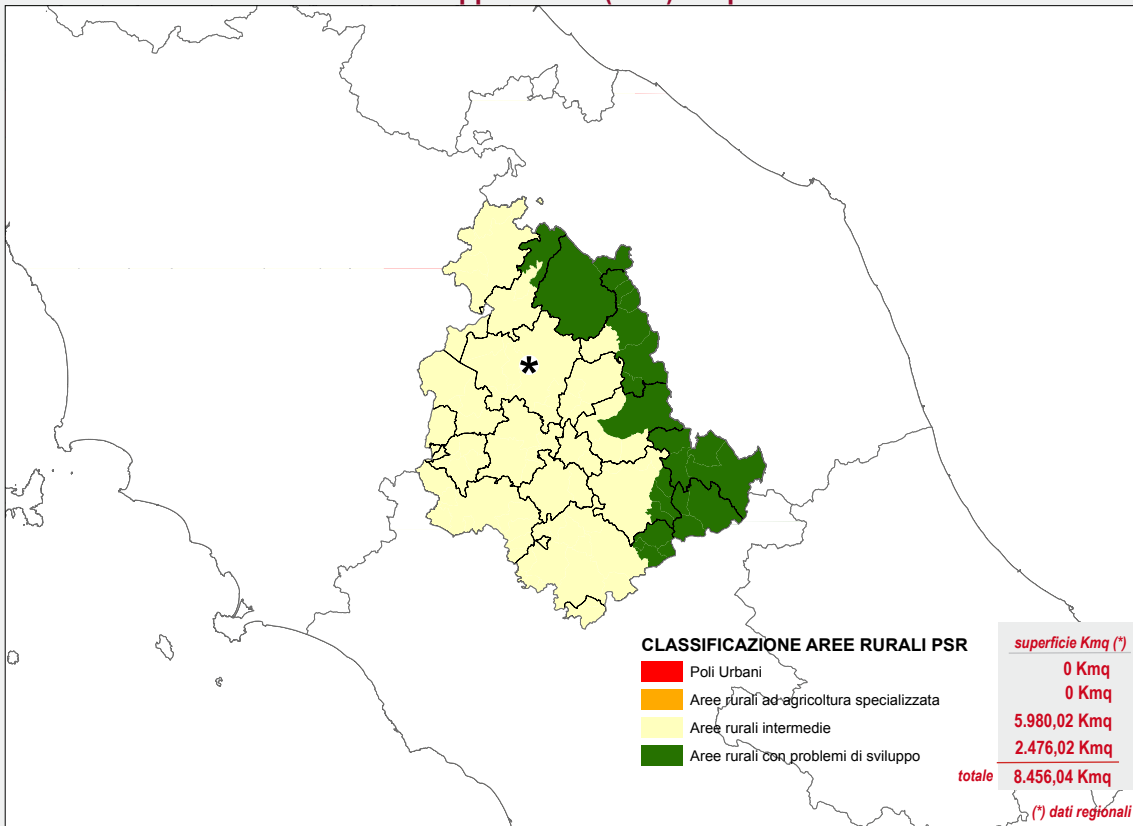 *
CLASSIFICAZIONE AREE RURALI PSR
superficie Kmq (*)
Poli Urbani
0 Kmq
Aree rurali ad agricoltura specializzata
0 Kmq
Aree rurali intermedie
5.980,02 Kmq
Aree rurali con problemi di sviluppo
2.476,02 Kmq
totale 8.456,04 Kmq
(*) dati regionali